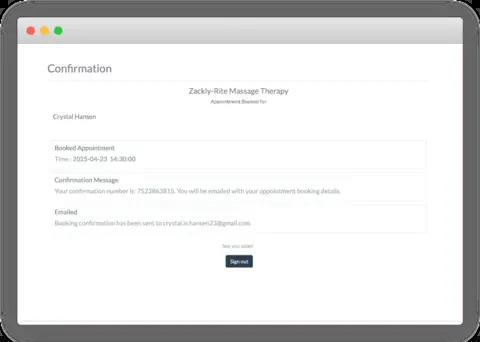 Confirmation
Zackly-Rite Massage Therapy
Appointment Booked for
Crystal Hansen
Booked Appointment
Time : 2025-04-23 14:30:00
Confirmation Message
Your confirmation number is: 7523863815. You will be emailed with your appointment booking details.
Emailed
Booking confirmation has been sent to crystal.iv.hansen23@gmail.com
See you later!
Sign out